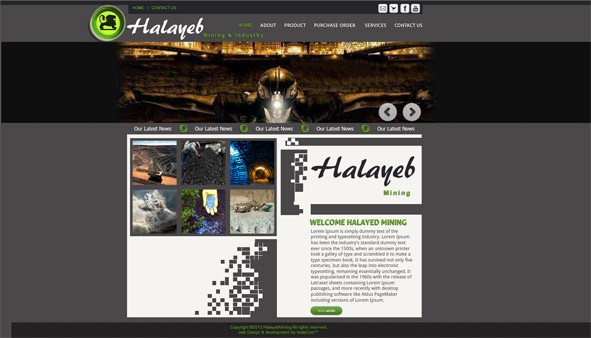 HOME | CONTACT US
Halayeb
Mining & Industry
HOME ABOUT PRODUCT PURCHASE ORDER SERVICES CONTACT US
Our Latest News Our Latest News Our Latest News Our Latest News Our Latest News
Halayeb
Mining
WELCOME HALAYED MINING
Lorem Ipsum is simply dummy text of the
printing and typesetting industry. Lorem Ipsum
has been the industry's standard dummy text
ever since the 1500s, when an unknown printer
took a galley of type and scrambled it to make a
type specimen book. It has survived not only five
centuries, but also the leap into electronic
typesetting, remaining essentially unchanged. It
was popularised in the 1960s with the release of
Letraset sheets containing Lorem Ipsum
passages, and more recently with desktop
publishing software like Aldus PageMaker
including versions of Lorem Ipsum.
READ MORE
Copyright ©2013 HalayebMining All rights reserved.
web Design & development by